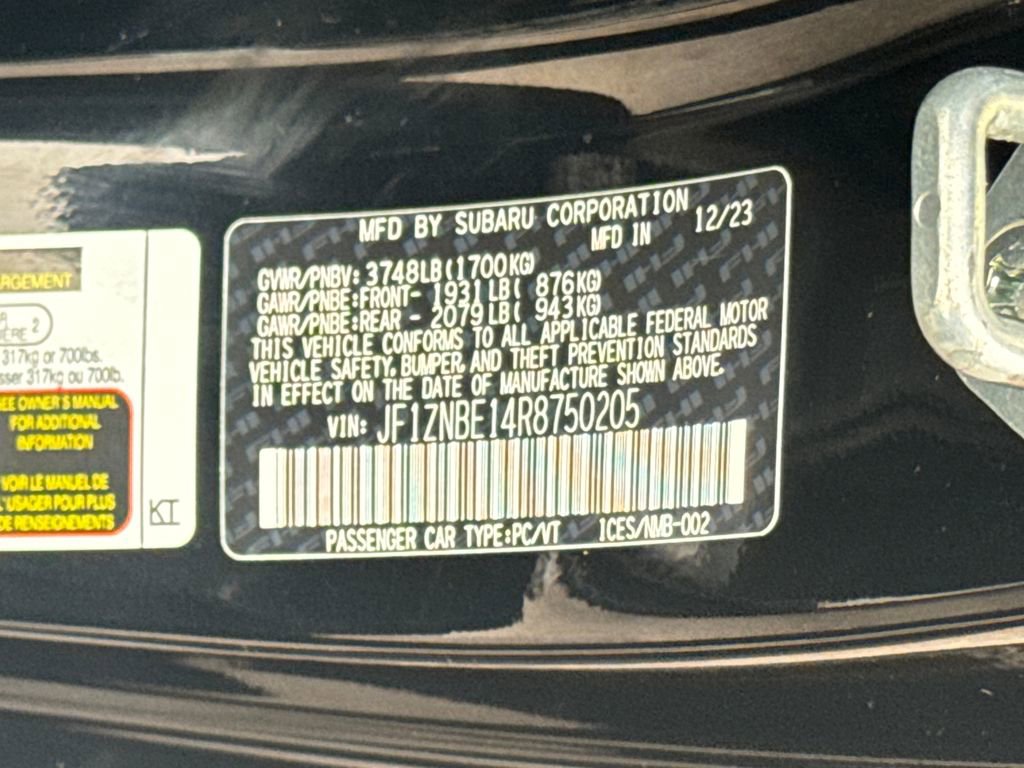 RGEMENT
2
317kg or 700lbs.
sser 317kg ou 700lb.
EE OWNER'S MANUAL
FOR ADDITIONAL
INFORMATION
VOIR LE MANUEL DE
L'USAGER POUR PLUS
DE RENSEIGNEMENTS
KI
MFD BY SUBARU CORPORATION
MFD IN 12/23
GVWR/PNBV: 3748LB(1700KG)
GAWR/PNBE:FRONT- 1931LB( 876KG)
GAWR/PNBE:REAR - 2079LB( 943KG)
THIS VEHICLE CONFORMS TO ALL APPLICABLE FEDERAL MOTOR
VEHICLE SAFETY, BUMPER, AND THEFT PREVENTION STANDARDS
IN EFFECT ON THE DATE OF MANUFACTURE SHOWN ABOVE.
VIN: JF1ZNBE14R8750205
PASSENGER CAR TYPE:PC/VT ICES/NMB-002